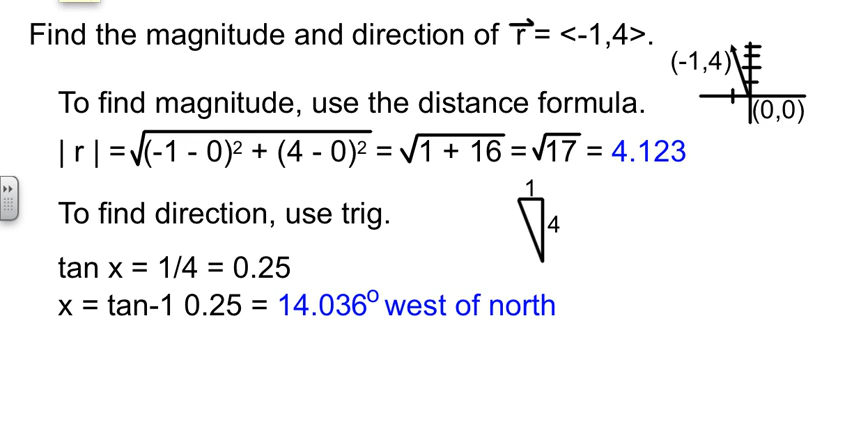 Find the magnitude and direction of r⃗ = <-1,4>.
(-1,4)
(0,0)
To find magnitude, use the distance formula.
| r | = √(-1 - 0)² + (4 - 0)² = √1 + 16 = √17 = 4.123
1
To find direction, use trig.
4
tan x = 1/4 = 0.25
x = tan-1 0.25 = 14.036° west of north